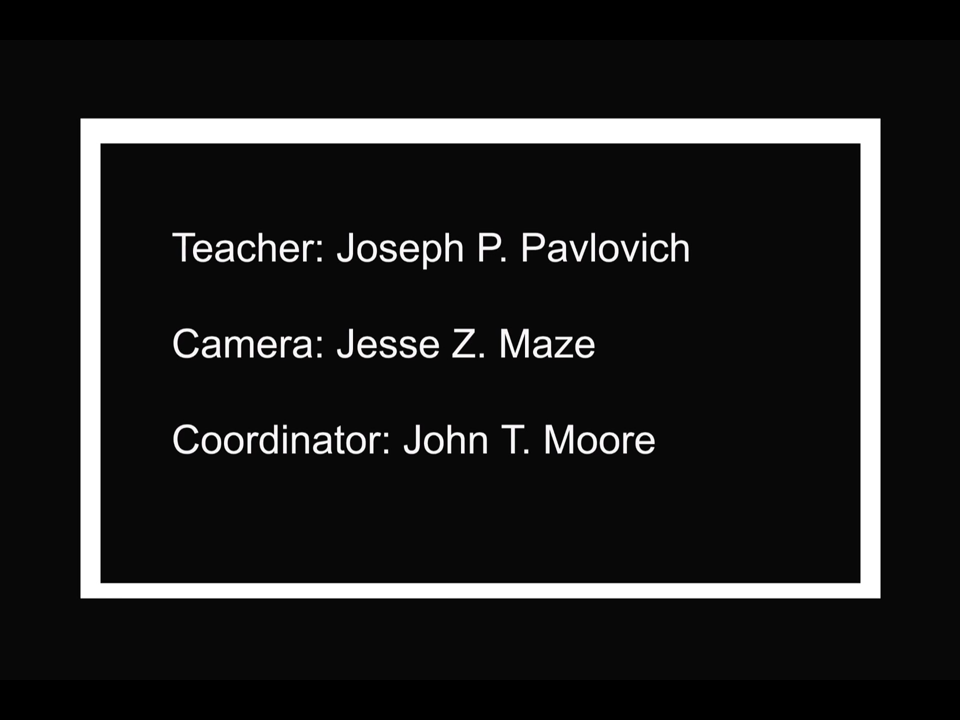 Teacher: Joseph P. Pavlovich
Camera: Jesse Z. Maze
Coordinator: John T. Moore